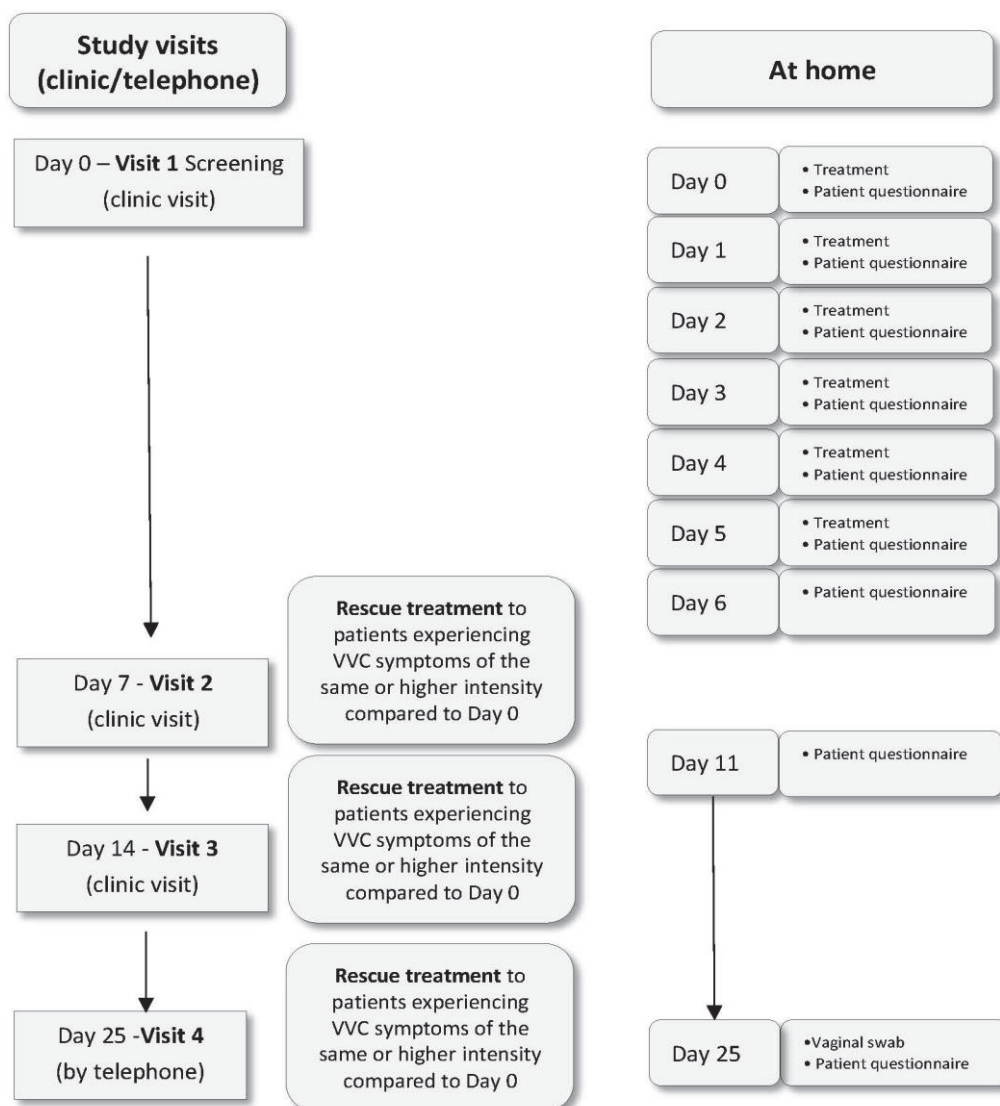 Study visits
(clinic/telephone)
Day 0 – Visit 1 Screening
(clinic visit)
Rescue treatment to
patients experiencing
VVC symptoms of the
same or higher intensity
compared to Day 0
Day 7 - Visit 2
(clinic visit)
Rescue treatment to
patients experiencing
VVC symptoms of the
same or higher intensity
compared to Day 0
Day 14 - Visit 3
(clinic visit)
Rescue treatment to
patients experiencing
VVC symptoms of the
same or higher intensity
compared to Day 0
Day 25 -Visit 4
(by telephone)
At home
Day 0
• Treatment
• Patient questionnaire
Day 1
• Treatment
• Patient questionnaire
Day 2
• Treatment
• Patient questionnaire
Day 3
• Treatment
• Patient questionnaire
Day 4
• Treatment
• Patient questionnaire
Day 5
• Treatment
• Patient questionnaire
Day 6
• Patient questionnaire
Day 11
• Patient questionnaire
Day 25
•Vaginal swab
• Patient questionnaire